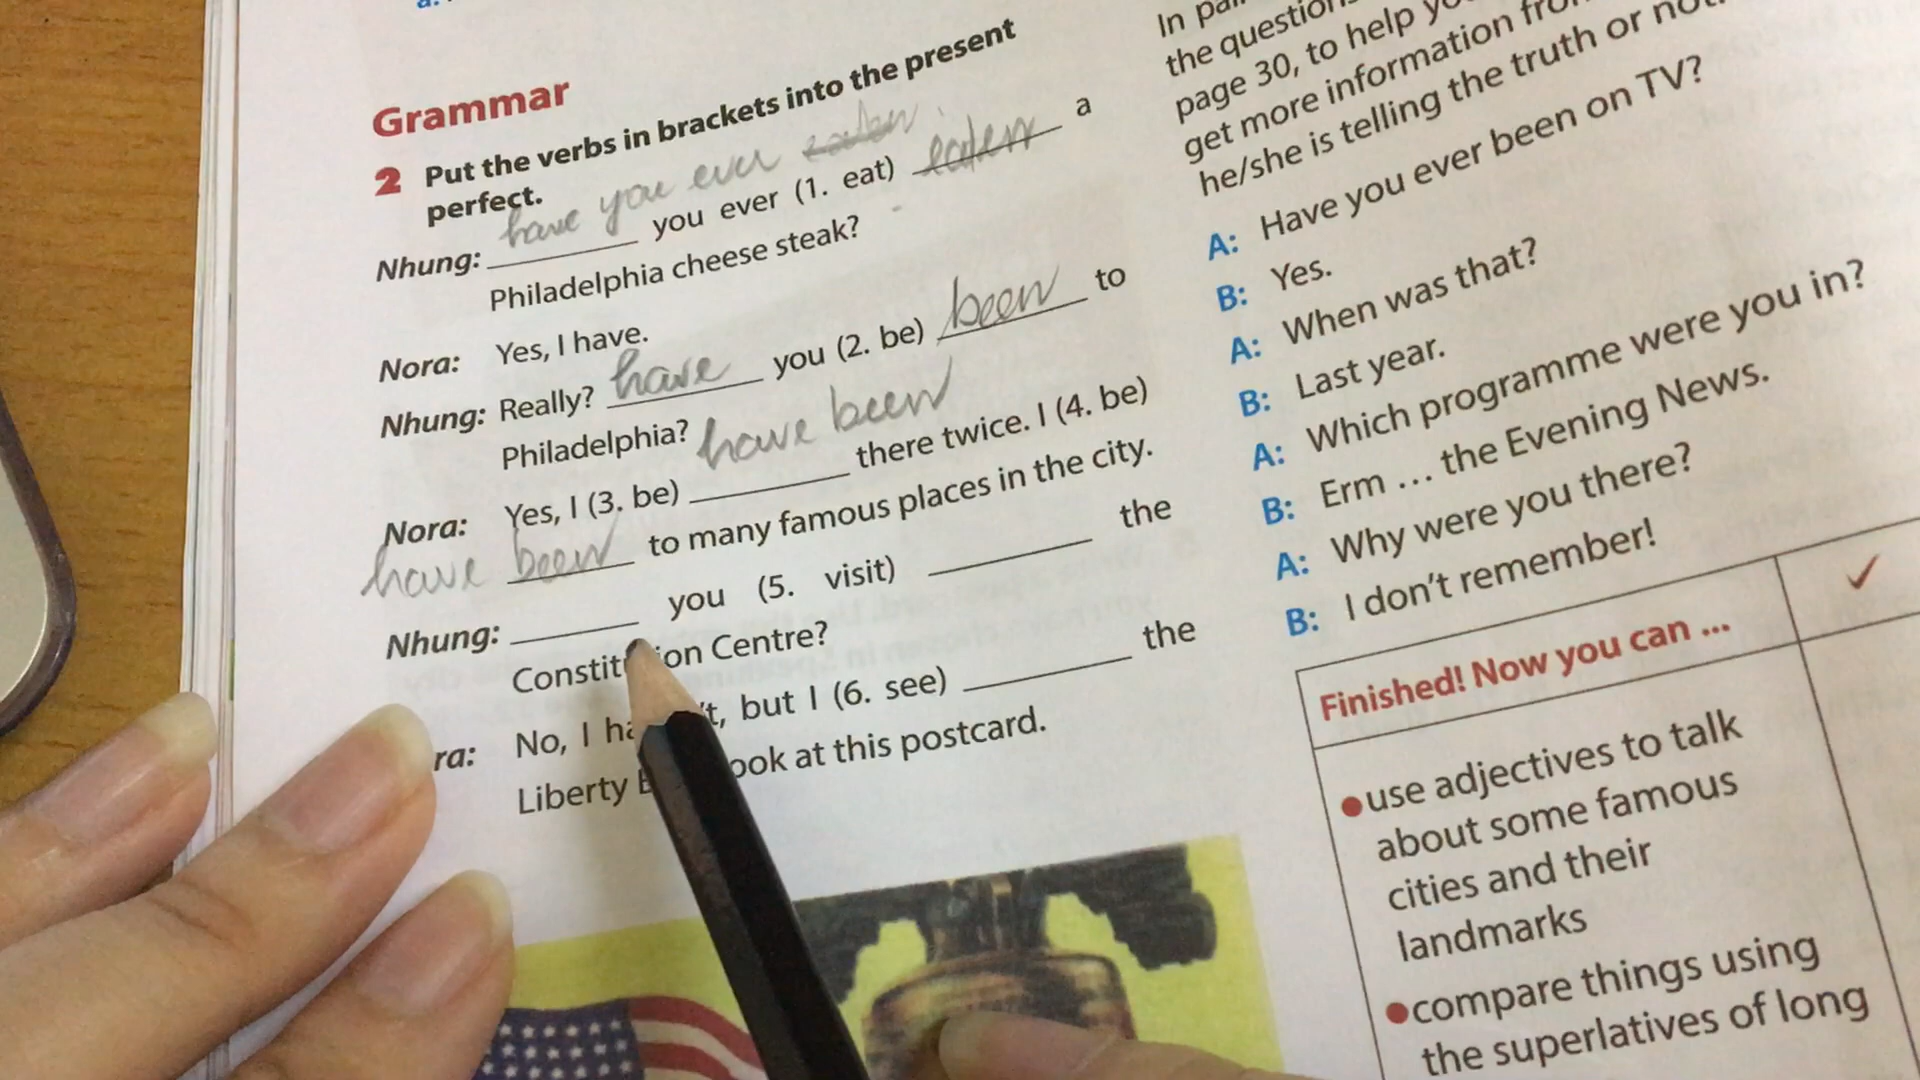 Grammar
2 Put the verbs in brackets into the present
perfect.
have you ever eaten
Nhung: ______ you ever (1. eat) eaten a
Philadelphia cheese steak?
Nora: Yes, I have.
Nhung: Really? have you (2. be) been to
Philadelphia?
have been
Nora: Yes, I (3. be) ______ there twice. I (4. be)
have been to many famous places in the city.
Nhung: ______ you (5. visit) ______ the
Constit on Centre?
ra: No, I ha 't, but I (6. see) ______ the
Liberty ook at this postcard.
In
the question
page 30, to help
get more information
he/she is telling the truth or
A: Have you ever been on TV?
B: Yes.
A: When was that?
B: Last year.
A: Which programme were you in?
B: Erm ... the Evening News.
A: Why were you there?
B: I don't remember!
Finished! Now you can ... ✓
●use adjectives to talk
about some famous
cities and their
landmarks
●compare things using
the superlatives of long